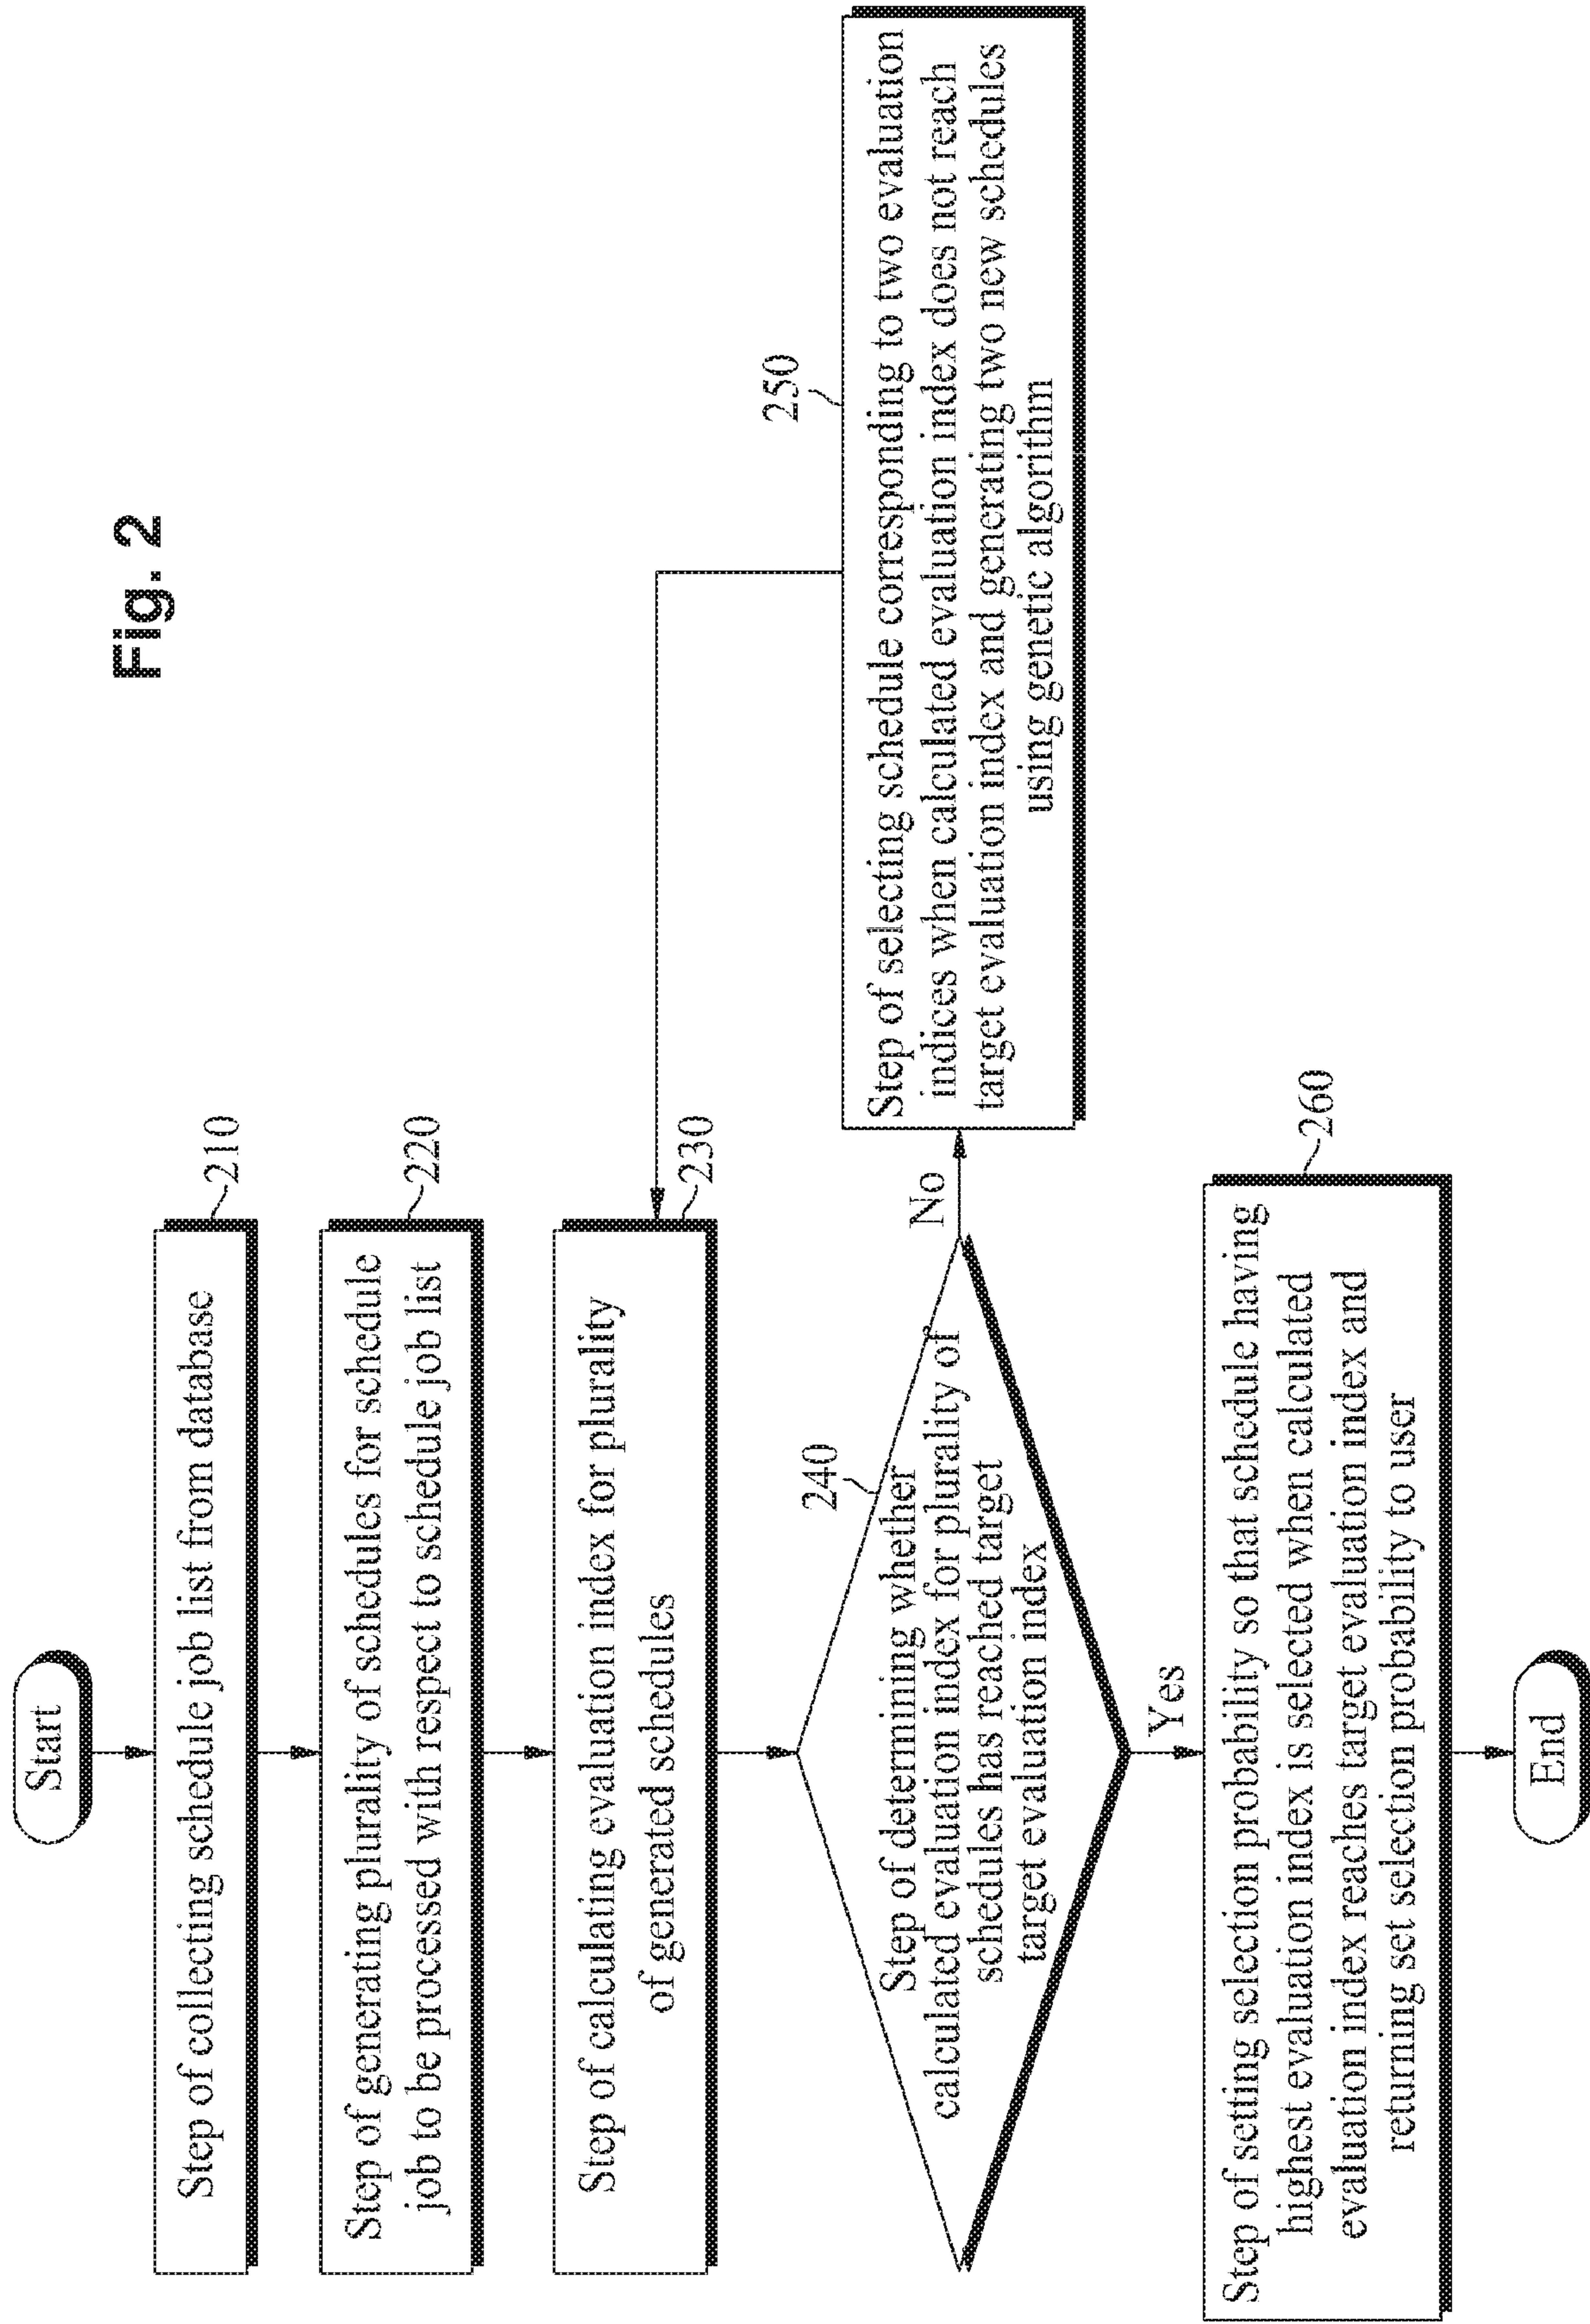 Fig. 2
Start
210
Step of collecting schedule job list from database
220
Step of generating plurality of schedules for schedule
job to be processed with respect to schedule job list
230
Step of calculating evaluation index for plurality
of generated schedules
240
Step of determining whether
calculated evaluation index for plurality of
schedules has reached target
target evaluation index
No
250
Step of selecting schedule corresponding to two evaluation
indices when calculated evaluation index does not reach
target evaluation index and generating two new schedules
using genetic algorithm
Yes
260
Step of setting selection probability so that schedule having
highest evaluation index is selected when calculated
evaluation index reaches target evaluation index and
returning set selection probability to user
End